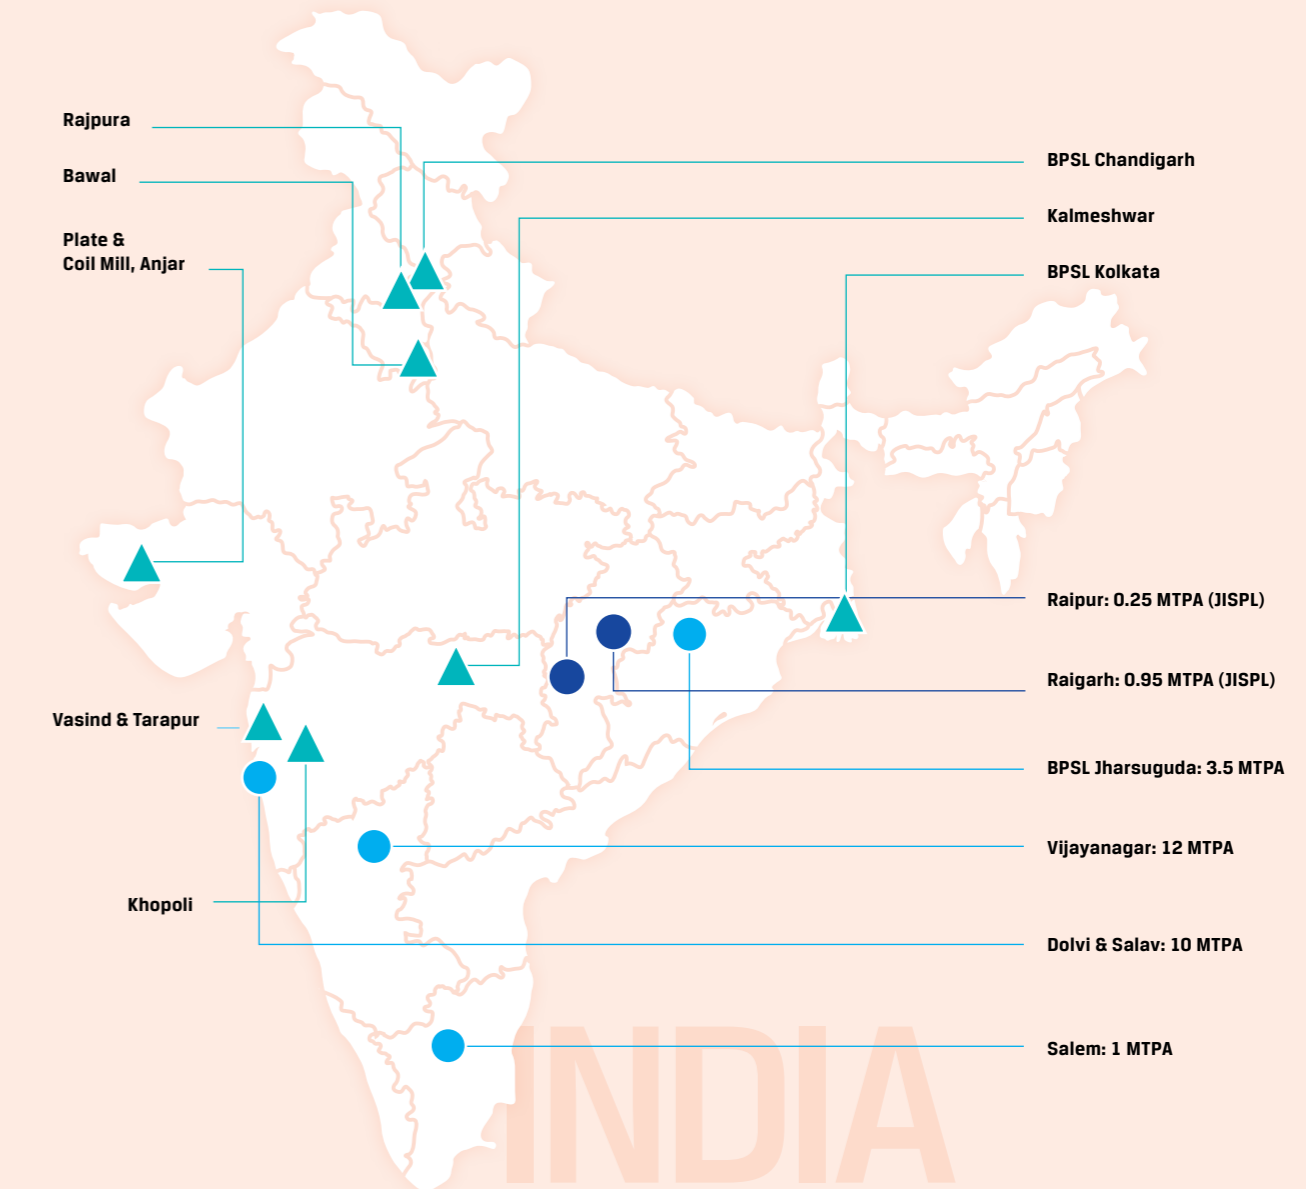 Rajpura
Bawal
Plate &
Coil Mill, Anjar
Vasind & Tarapur
Khopoli
BPSL Chandigarh
Kalmeshwar
BPSL Kolkata
Raipur: 0.25 MTPA (JISPL)
Raigarh: 0.95 MTPA (JISPL)
BPSL Jharsuguda: 3.5 MTPA
Vijayanagar: 12 MTPA
Dolvi & Salav: 10 MTPA
Salem: 1 MTPA
INDIA